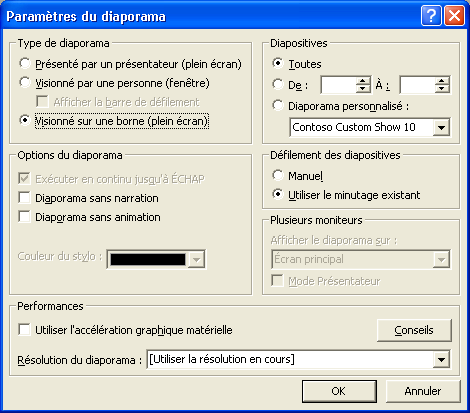 Paramètres du diaporama
Type de diaporama
Présenté par un présentateur (plein écran)
Visionné par une personne (fenêtre)
Afficher la barre de défilement
Visionné sur une borne (plein écran)
Diapositives
Toutes
De : À :
Diaporama personnalisé :
Contoso Custom Show 10
Options du diaporama
Exécuter en continu jusqu'à ÉCHAP
Diaporama sans narration
Diaporama sans animation
Couleur du stylo :
Défilement des diapositives
Manuel
Utiliser le minutage existant
Plusieurs moniteurs
Afficher le diaporama sur :
Écran principal
Mode Présentateur
Performances
Utiliser l'accélération graphique matérielle
Conseils
Résolution du diaporama : [Utiliser la résolution en cours]
OK Annuler